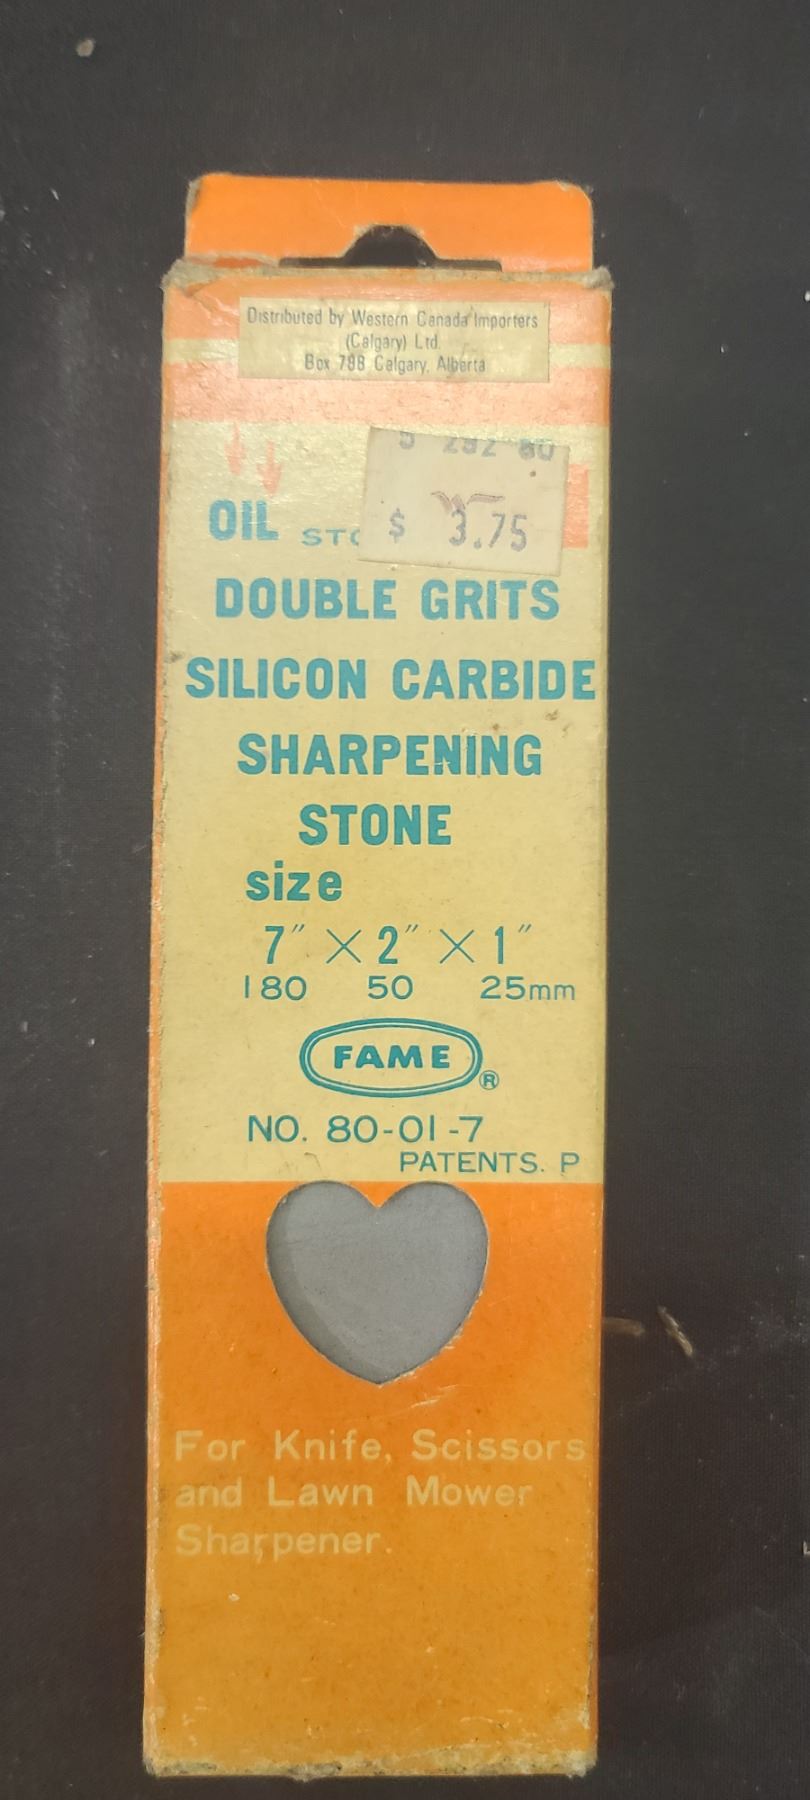 Distributed by Western Canada Importers
(Calgary) Ltd.
Box 798 Calgary, Alberta
$ 3.75
OIL
DOUBLE GRITS
SILICON CARBIDE
SHARPENING
STONE
size
7" × 2" × 1"
180 50 25mm
FAME ®
NO. 80-01-7
PATENTS. P
For Knife, Scissors
and Lawn Mower
Sharpener.